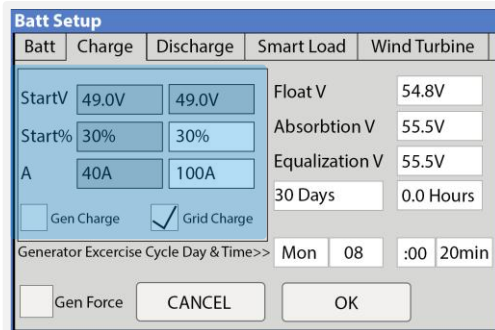 Batt Setup
Batt Charge Discharge Smart Load Wind Turbine
StartV 49.0V 49.0V Float V 54.8V
Start% 30% 30% Absorbtion V 55.5V
A 40A 100A Equalization V 55.5V
30 Days 0.0 Hours
Gen Charge Grid Charge
Generator Excercise Cycle Day & Time>> Mon 08 :00 20min
Gen Force CANCEL OK